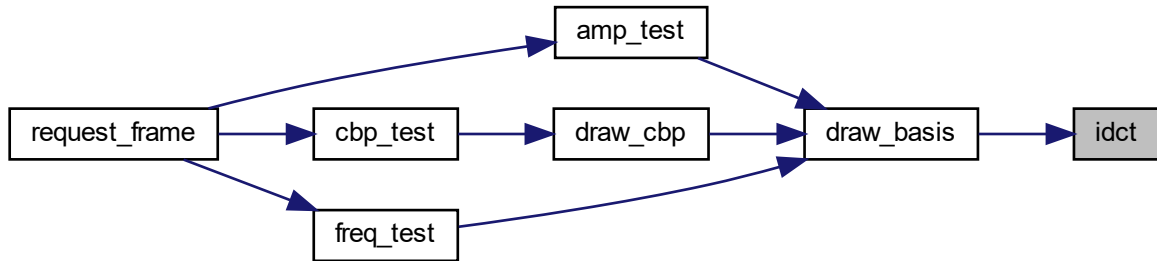 amp_test
request_frame
cbp_test
draw_cbp
draw_basis
idct
freq_test